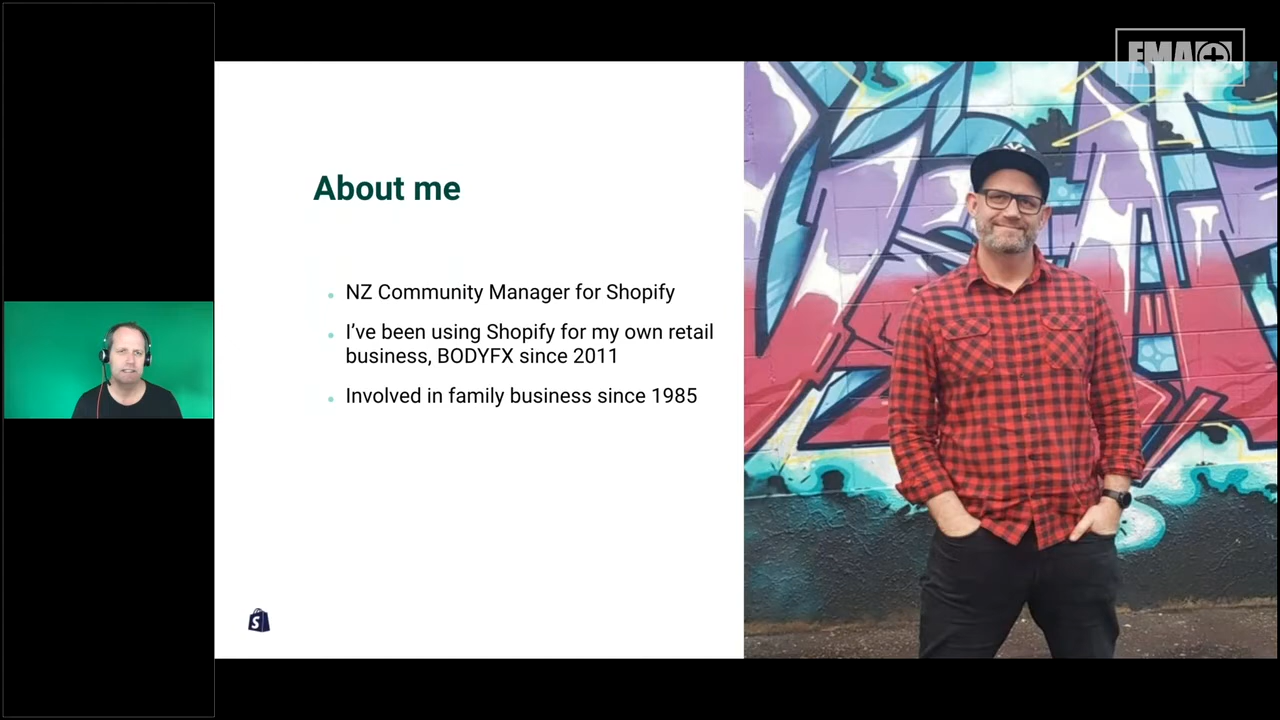 EMA
About me
NZ Community Manager for Shopify
I've been using Shopify for my own retail
business, BODYFX since 2011
Involved in family business since 1985
S